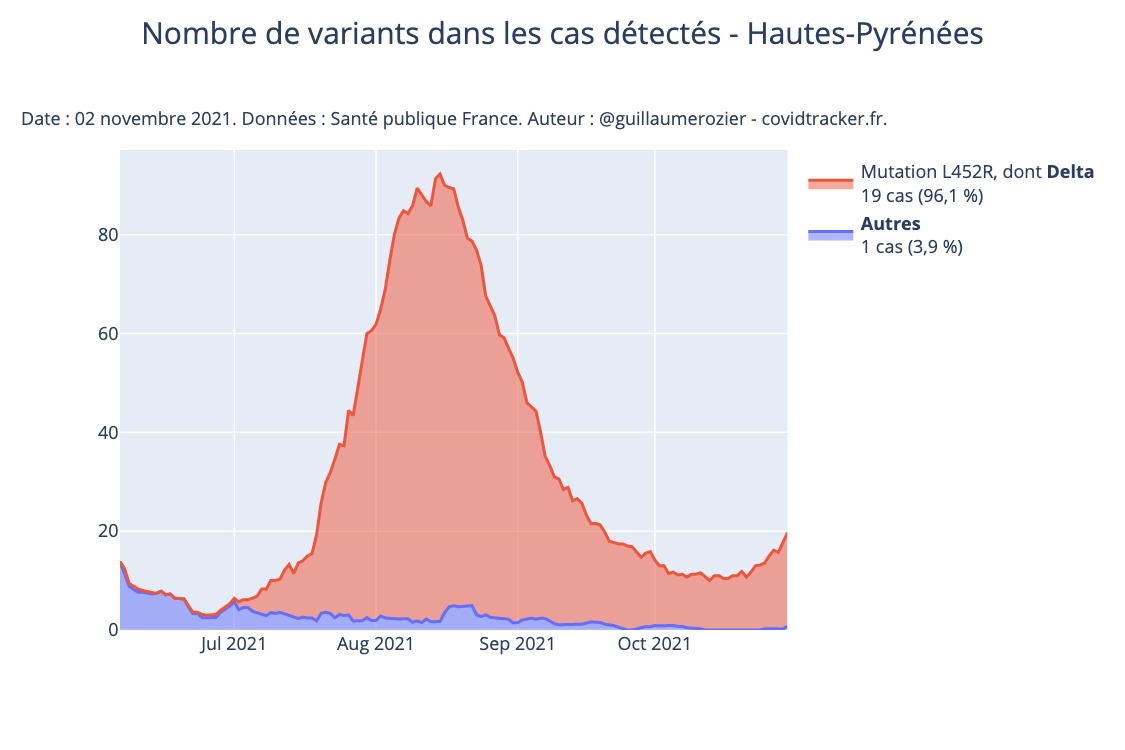 Nombre de variants dans les cas détectés - Hautes-Pyrénées
Date : 02 novembre 2021. Données : Santé publique France. Auteur : @guillaumerozier - covidtracker.fr.
Mutation L452R, dont Delta
19 cas (96,1 %)
Autres
1 cas (3,9 %)
80
60
40
20
0
Jul 2021
Aug 2021
Sep 2021
Oct 2021